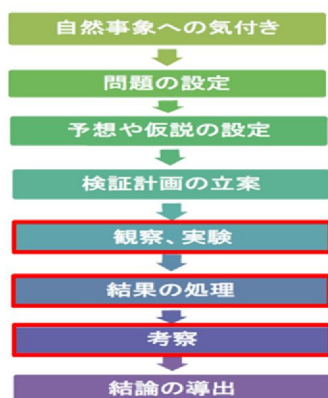 自然事象への気付き
問題の設定
予想や仮説の設定
検証計画の立案
観察、実験
結果の処理
考察
結論の導出